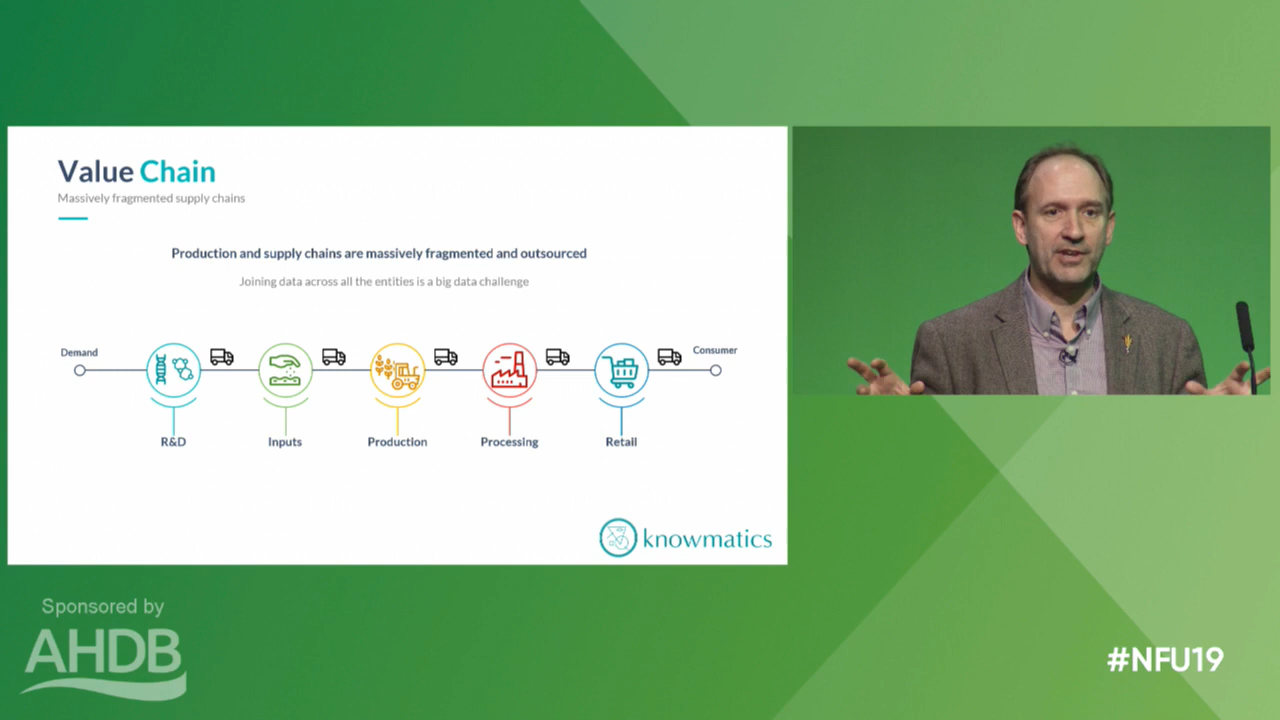 Value Chain
Massively fragmented supply chains
Production and supply chains are massively fragmented and outsourced
Joining data across all the entities is a big data challenge
Demand
Consumer
R&D
Inputs
Production
Processing
Retail
knowmatics
Sponsored by
AHDB
#NFU19